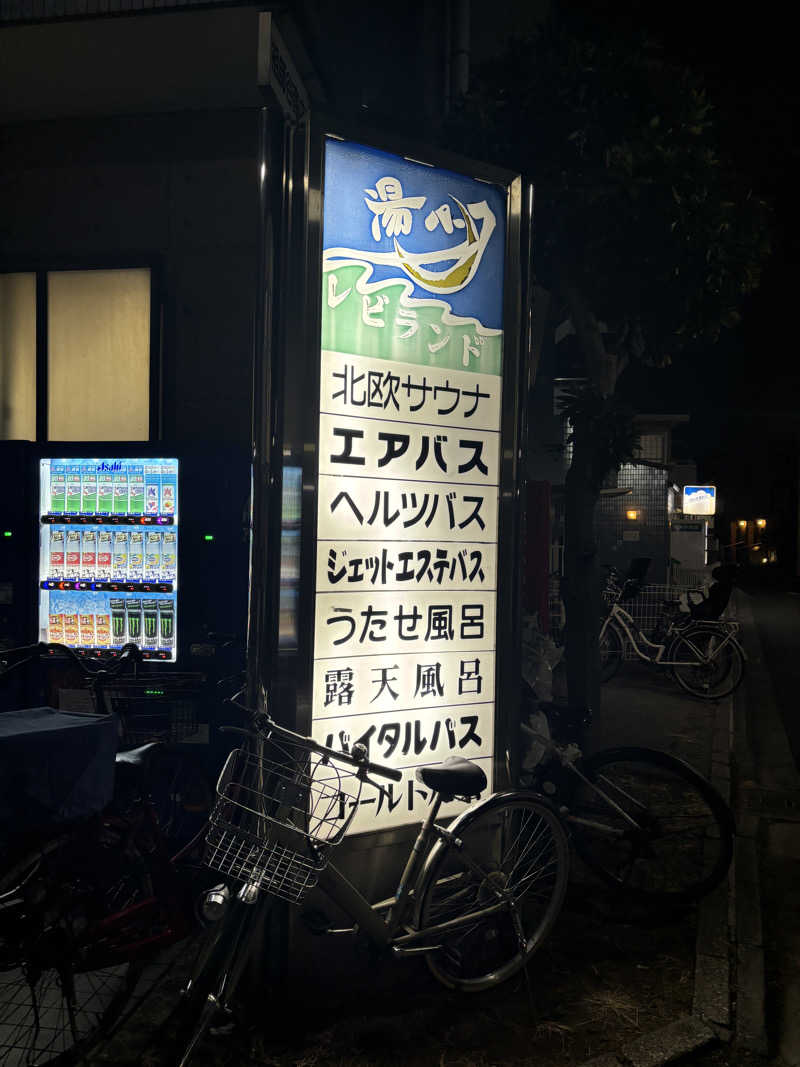 湯パーク
レビランド
北欧サウナ
エアバス
ヘルツバス
ジェットエステバス
うたせ風呂
露天風呂
バイタルバス
Asahi